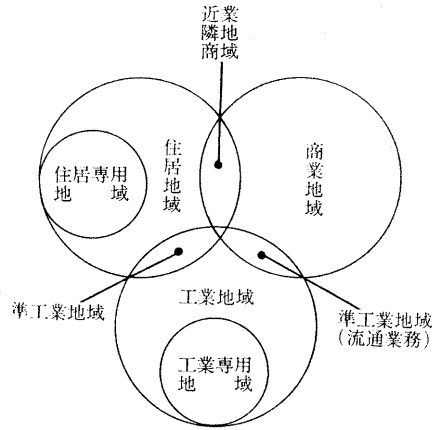 近隣商
業地域
住居専用
地域
住居地域
商業地域
準工業地域
工業地域
準工業地域
(流通業務)
工業専用
地域